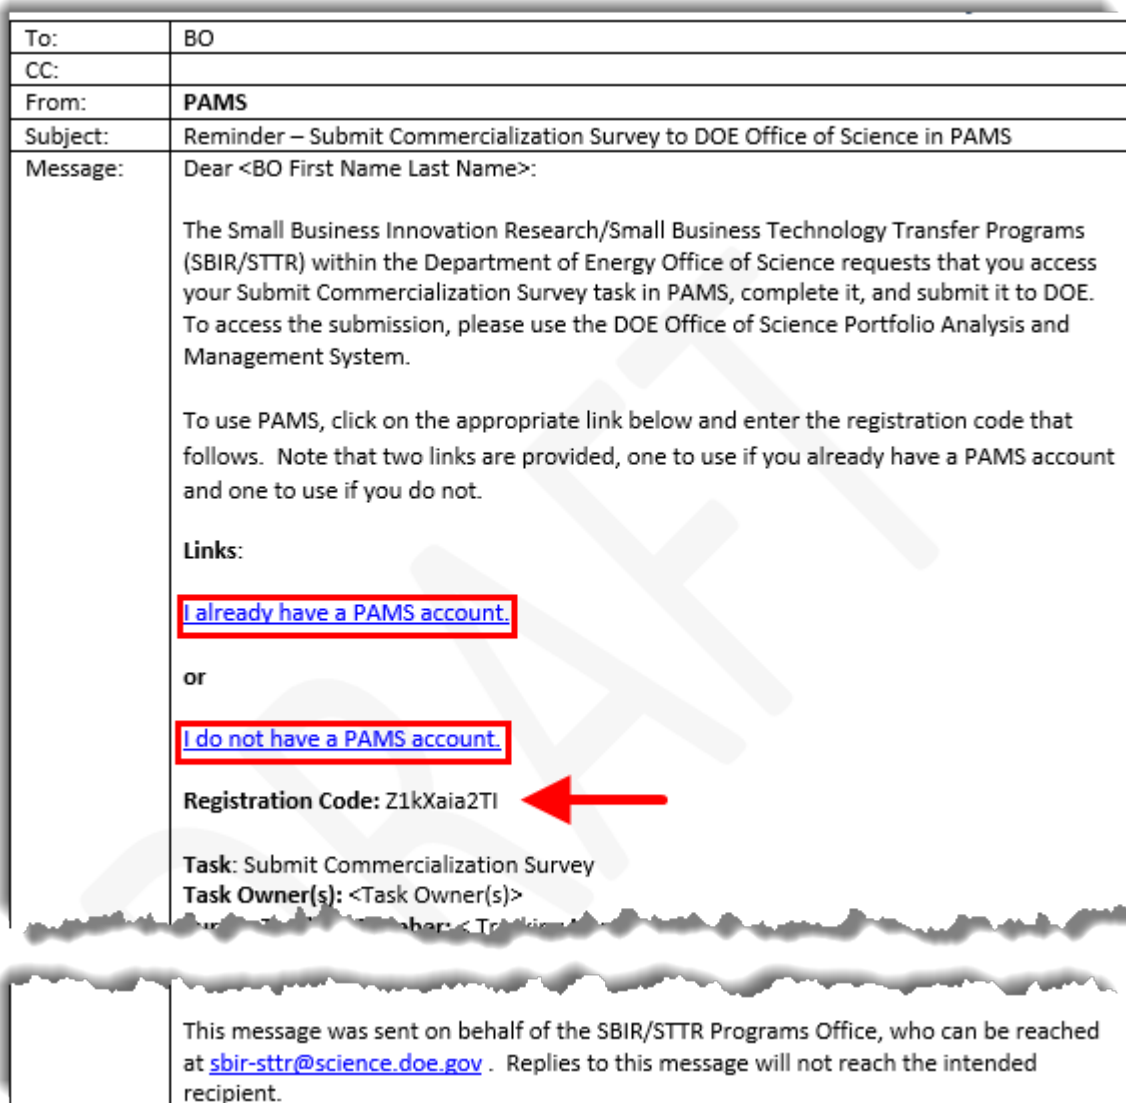 To: BO
CC:
From: PAMS
Subject: Reminder – Submit Commercialization Survey to DOE Office of Science in PAMS
Message: Dear <BO First Name Last Name>:
The Small Business Innovation Research/Small Business Technology Transfer Programs
(SBIR/STTR) within the Department of Energy Office of Science requests that you access
your Submit Commercialization Survey task in PAMS, complete it, and submit it to DOE.
To access the submission, please use the DOE Office of Science Portfolio Analysis and
Management System.
To use PAMS, click on the appropriate link below and enter the registration code that
follows.  Note that two links are provided, one to use if you already have a PAMS account
and one to use if you do not.
Links:
I already have a PAMS account.
or
I do not have a PAMS account.
Registration Code: Z1kXaia2TI
Task: Submit Commercialization Survey
Task Owner(s): <Task Owner(s)>
This message was sent on behalf of the SBIR/STTR Programs Office, who can be reached
at sbir-sttr@science.doe.gov .  Replies to this message will not reach the intended
recipient.
DRAFT